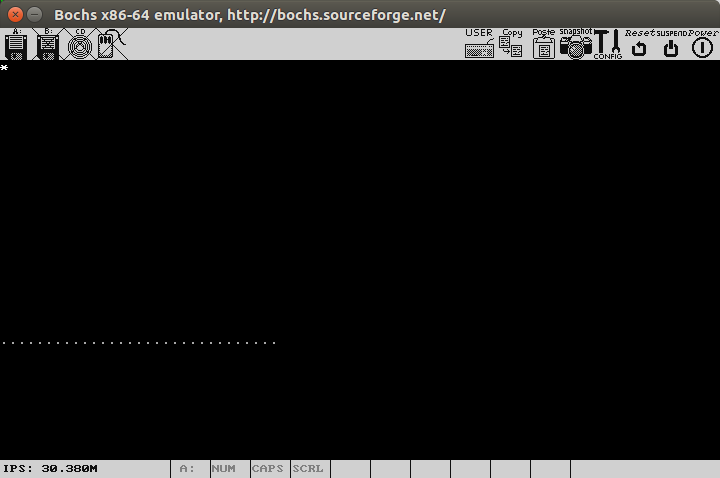 Bochs x86-64 emulator, http://bochs.sourceforge.net/
A: B: CD USER Copy Paste snapshot CONFIG Reset SUSPEND Power
*
...............................
IPS: 30.380M A: NUM CAPS SCRL